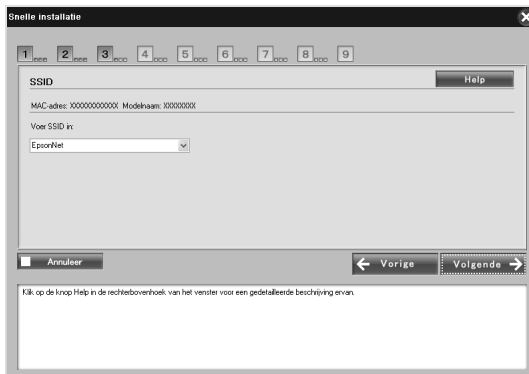 Snelle installatie
1 2 3 4 5 6 7 8 9
SSID
Help
MAC-adres: XXXXXXXXXXXX Modelnaam: XXXXXXXX
Voer SSID in:
EpsonNet
Annuleer
Vorige
Volgende
Klik op de knop Help in de rechterbovenhoek van het venster voor een gedetailleerde beschrijving ervan.